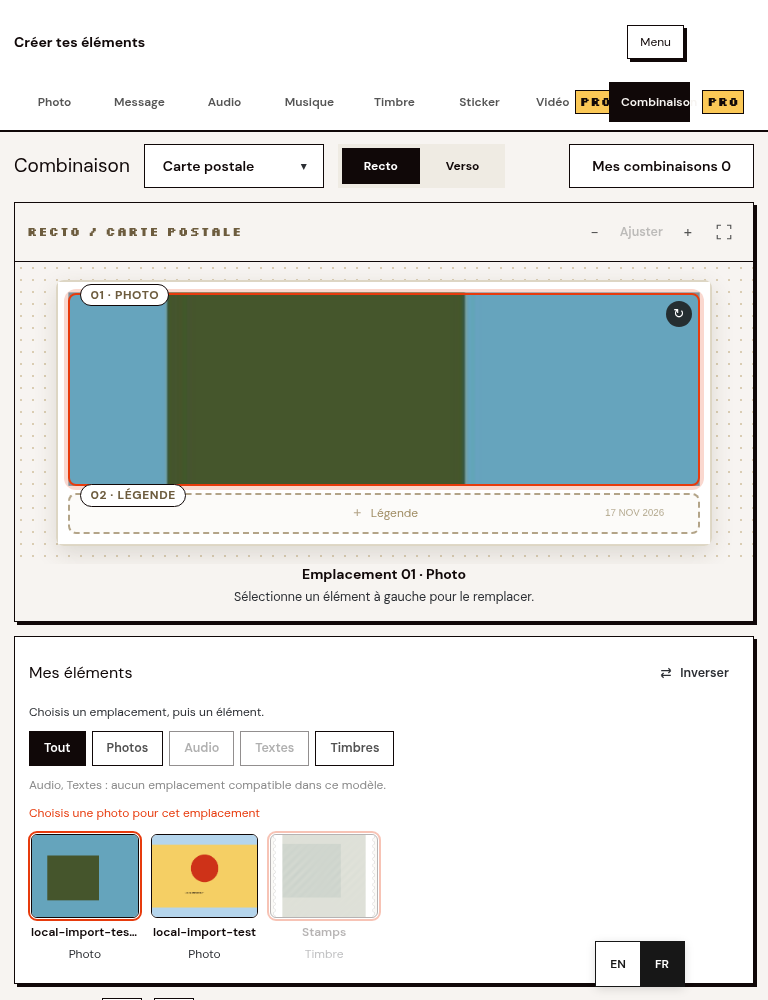 Créer tes éléments
Menu
Photo Message Audio Musique Timbre Sticker Vidéo PRO Combinaiso PRO
Combinaison Carte postale ▾ Recto Verso Mes combinaisons 0
RECTO / CARTE POSTALE − Ajuster +
01 · PHOTO
↻
02 · LÉGENDE
+ Légende 17 NOV 2026
Emplacement 01 · Photo
Sélectionne un élément à gauche pour le remplacer.
Mes éléments ⇄ Inverser
Choisis un emplacement, puis un élément.
Tout Photos Audio Textes Timbres
Audio, Textes : aucun emplacement compatible dans ce modèle.
Choisis une photo pour cet emplacement
local-import-tes... local-import-test Stamps
Photo Photo Timbre
EN FR